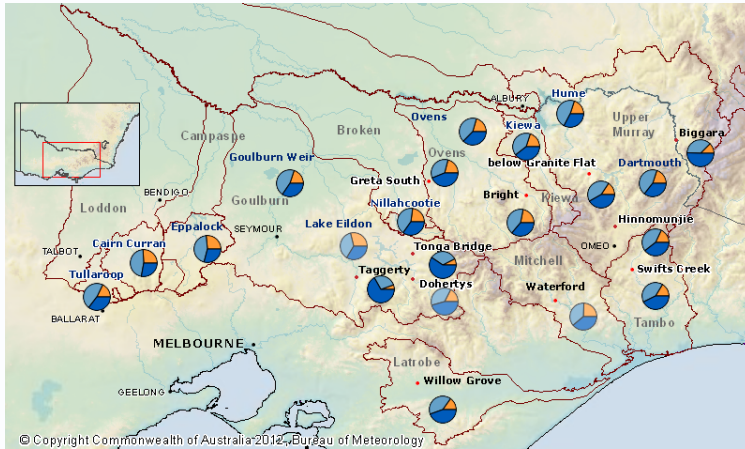 Hume
ALBURY
Upper
Murray
Ovens
Kiewa
Campaspe
Broken
Biggara
Ovens
Goulburn Weir
below Granite Flat
Dartmouth
Greta South
BENDIGO
Bright
Kiewa
Goulburn
Nillahcootie
Loddon
Hinnomunjie
Eppalock
Lake Eildon
SEYMOUR
Cairn Curran
Tonga Bridge
OMEO
TALBOT
Mitchell
Tullaroop
Taggerty
Swifts Creek
Dohertys
Waterford
BALLARAT
Tambo
MELBOURNE
Latrobe
Willow Grove
GEELONG
© Copyright Commonwealth of Australia 2012, Bureau of Meteorology